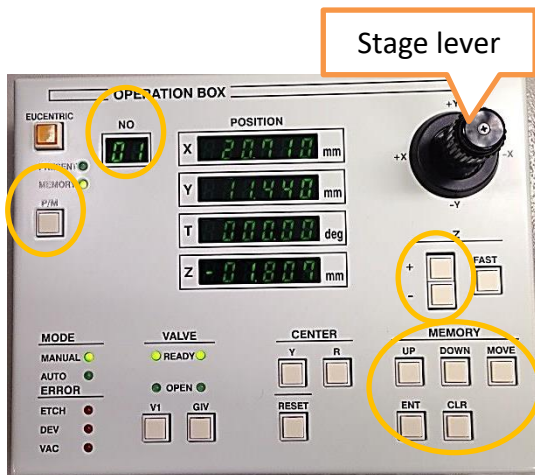 Stage lever
OPERATION BOX
EUCENTRIC
NO
01
PRESENT
MEMORY
P/M
POSITION
X 20.710 mm
Y 11.440 mm
T 000.00 deg
Z -01.807 mm
+Y
+X
-X
-Y
Z
+
-
FAST
MODE
MANUAL
AUTO
ERROR
ETCH
DEV
VAC
VALVE
READY
OPEN
V1 GIV
CENTER
Y R
RESET
MEMORY
UP DOWN MOVE
ENT CLR